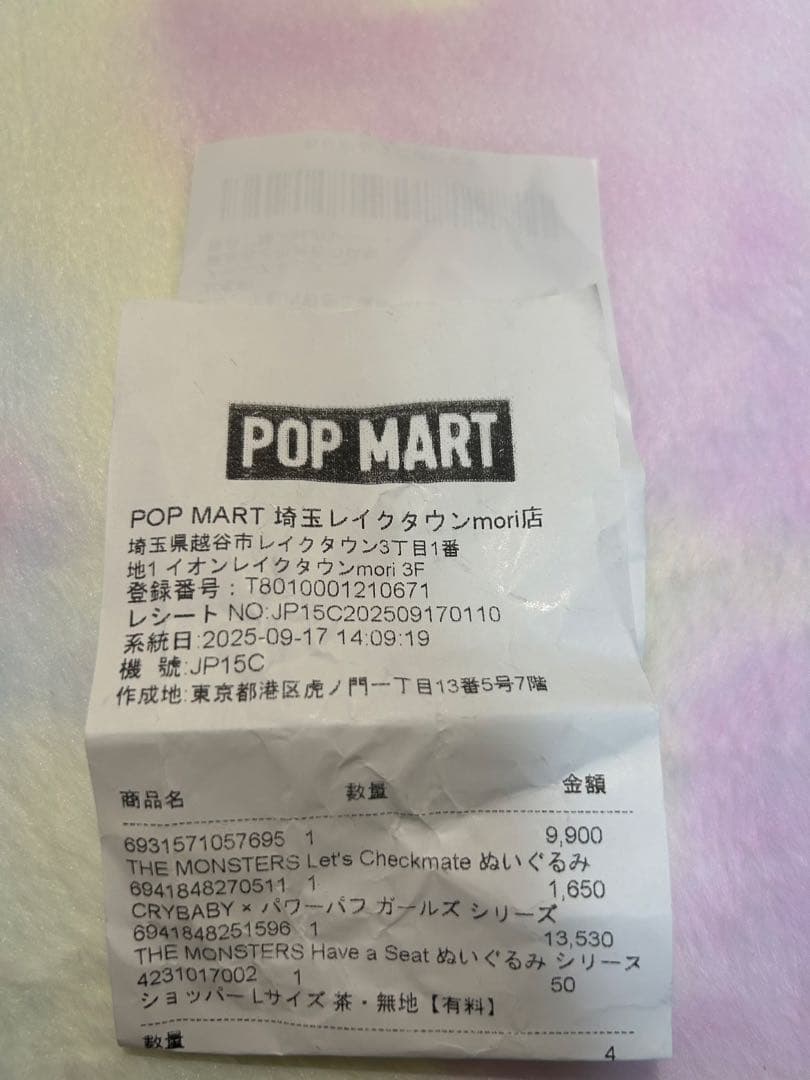 POP MART
POP MART 埼玉レイクタウンmori店
埼玉県越谷市レイクタウン3丁目1番
地1 イオンレイクタウンmori 3F
登録番号：T8010001210671
レシート NO:JP15C202509170110
系統日:2025-09-17 14:09:19
機 號:JP15C
作成地:東京都港区虎ノ門一丁目13番5号7階
商品名 數量 金額
6931571057695 1 9,900
THE MONSTERS Let's Checkmate ぬいぐるみ
6941848270511 1 1,650
CRYBABY × パワーパフ ガールズ シリーズ
6941848251596 1 13,530
THE MONSTERS Have a Seat ぬいぐるみ シリーズ
4231017002 1 50
ショッパー Lサイズ 茶・無地【有料】
數量 4